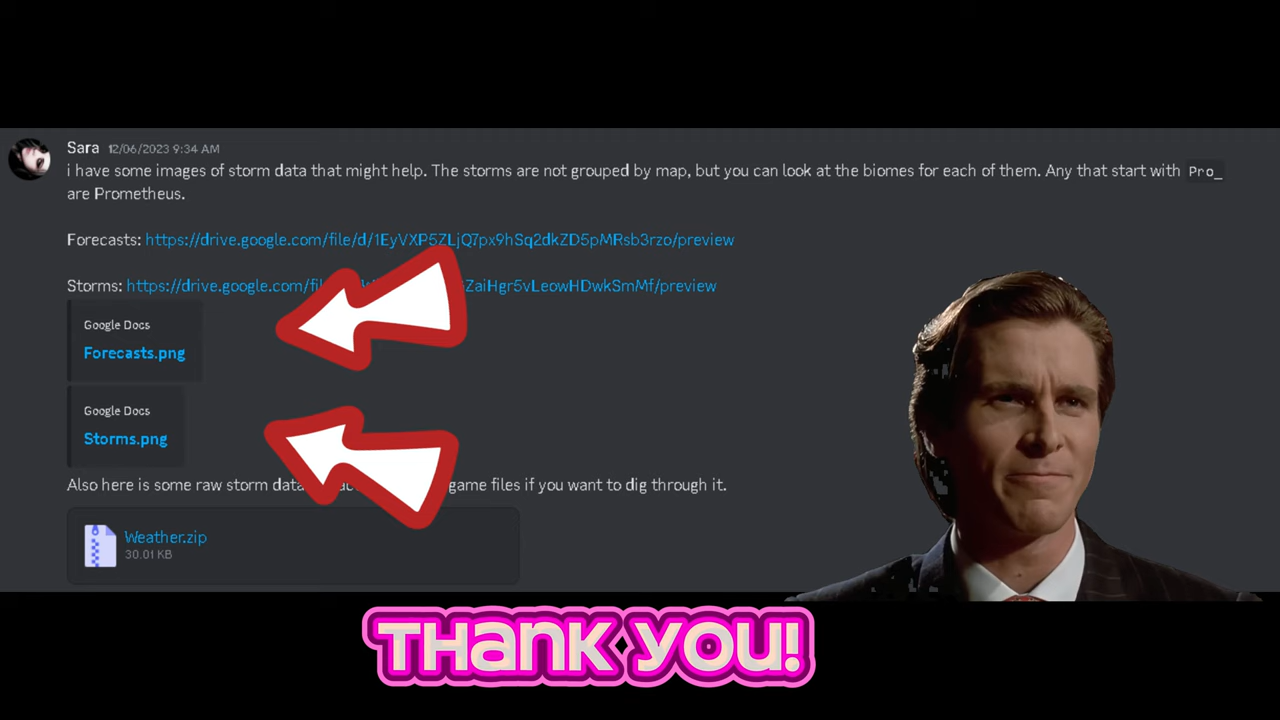 Sara 12/06/2023 9:34 AM
i have some images of storm data that might help. The storms are not grouped by map, but you can look at the biomes for each of them. Any that start with Pro_
are Prometheus.
Forecasts: https://drive.google.com/file/d/1EyVXP5ZLjQ7px9hSq2dkZD5pMRsb3rzo/preview
Storms: https://drive.google.com/fil ZaiHgr5vLeowHDwkSmMf/preview
Google Docs
Forecasts.png
Google Docs
Storms.png
Also here is some raw storm data game files if you want to dig through it.
Weather.zip
30.01 KB
THANK YOU!